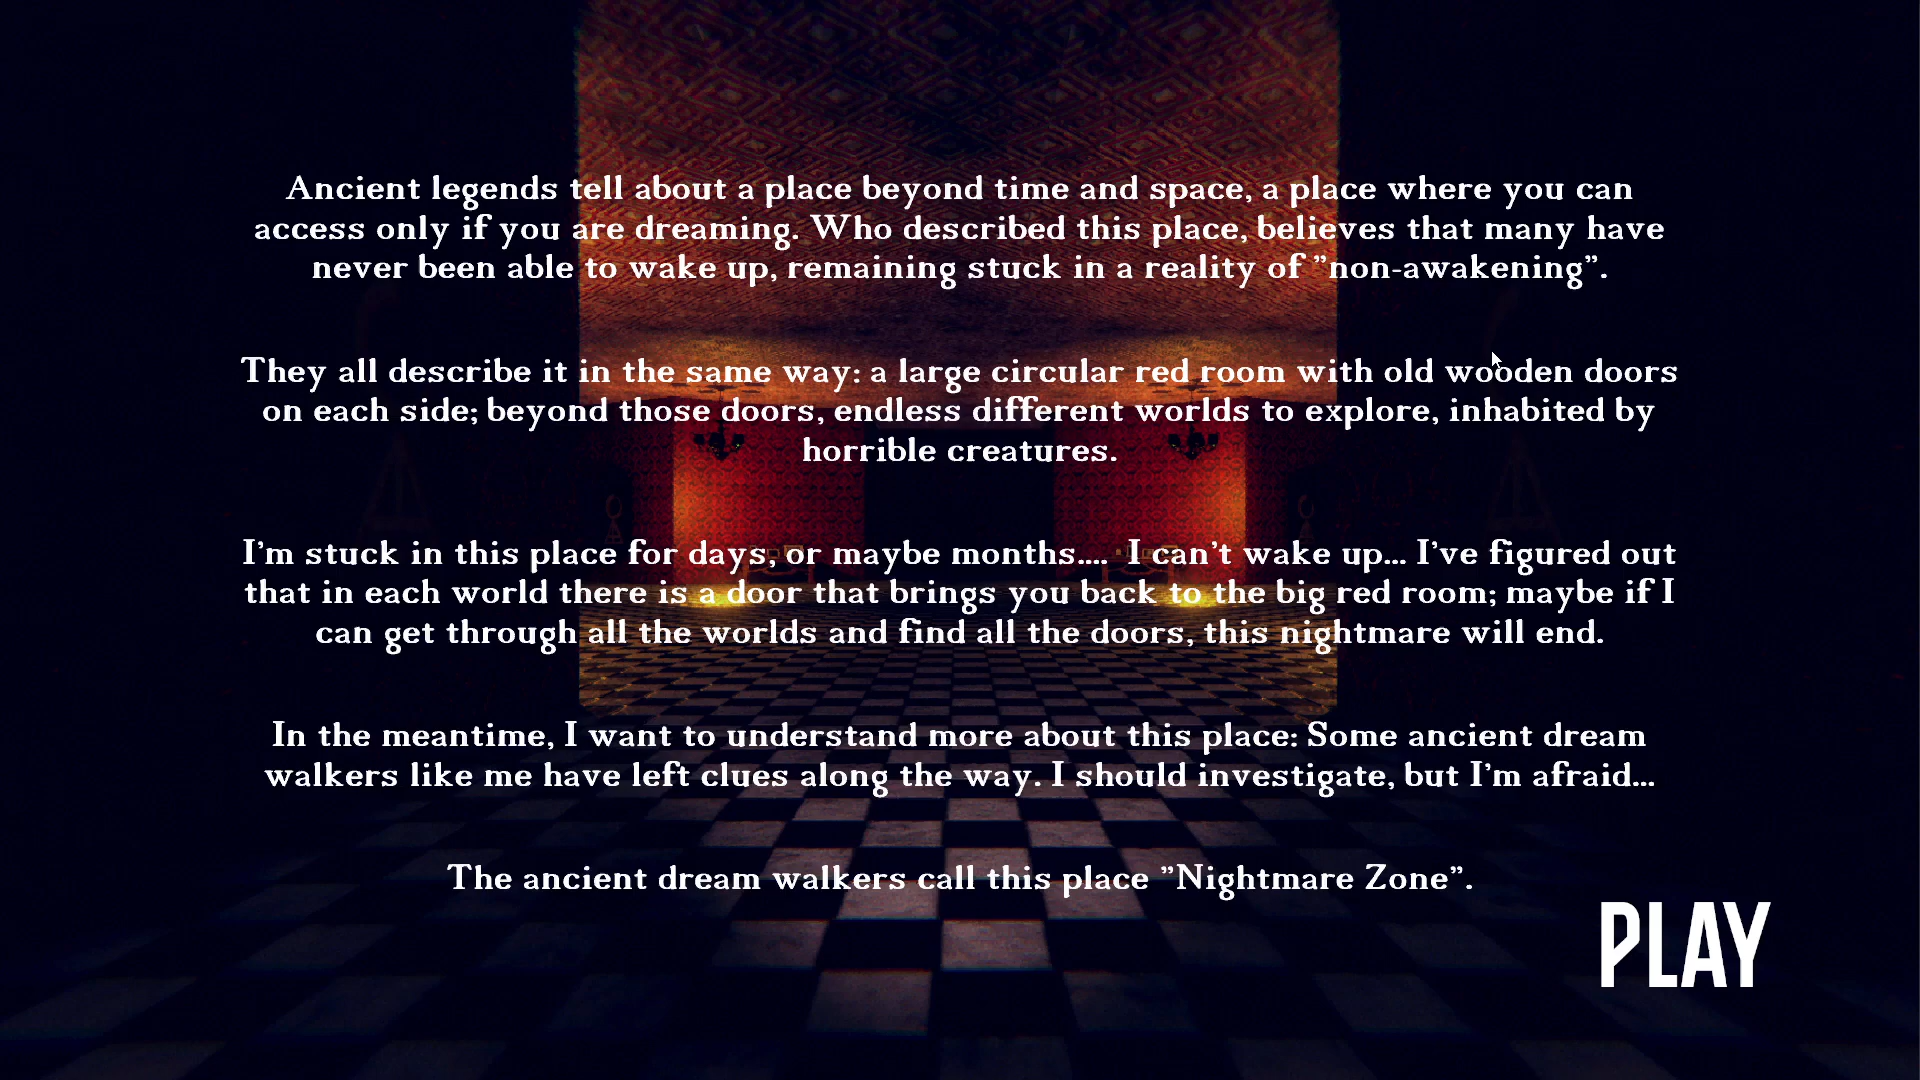 Ancient legends tell about a place beyond time and space, a place where you can
access only if you are dreaming. Who described this place, believes that many have
never been able to wake up, remaining stuck in a reality of "non-awakening".
They all describe it in the same way: a large circular red room with old wooden doors
on each side; beyond those doors, endless different worlds to explore, inhabited by
horrible creatures.
I'm stuck in this place for days, or maybe months.... I can't wake up... I've figured out
that in each world there is a door that brings you back to the big red room; maybe if I
can get through all the worlds and find all the doors, this nightmare will end.
In the meantime, I want to understand more about this place: Some ancient dream
walkers like me have left clues along the way. I should investigate, but I'm afraid...
The ancient dream walkers call this place "Nightmare Zone".
PLAY